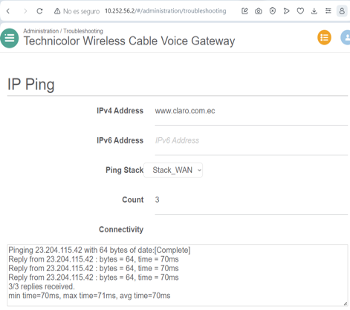 No es seguro 10.252.56.2/#/administration/troubleshooting
Administration / Troubleshooting
Technicolor Wireless Cable Voice Gateway
IP Ping
IPv4 Address www.claro.com.ec
IPv6 Address IPv6 Address
Ping Stack Stack_WAN
Count 3
Connectivity
Pinging 23.204.115.42 with 64 bytes of date:[Complete]
Reply from 23.204.115.42 : bytes = 64, time = 70ms
Reply from 23.204.115.42 : bytes = 64, time = 70ms
Reply from 23.204.115.42 : bytes = 64, time = 70ms
3/3 replies received.
min time=70ms, max time=71ms, avg time=70ms